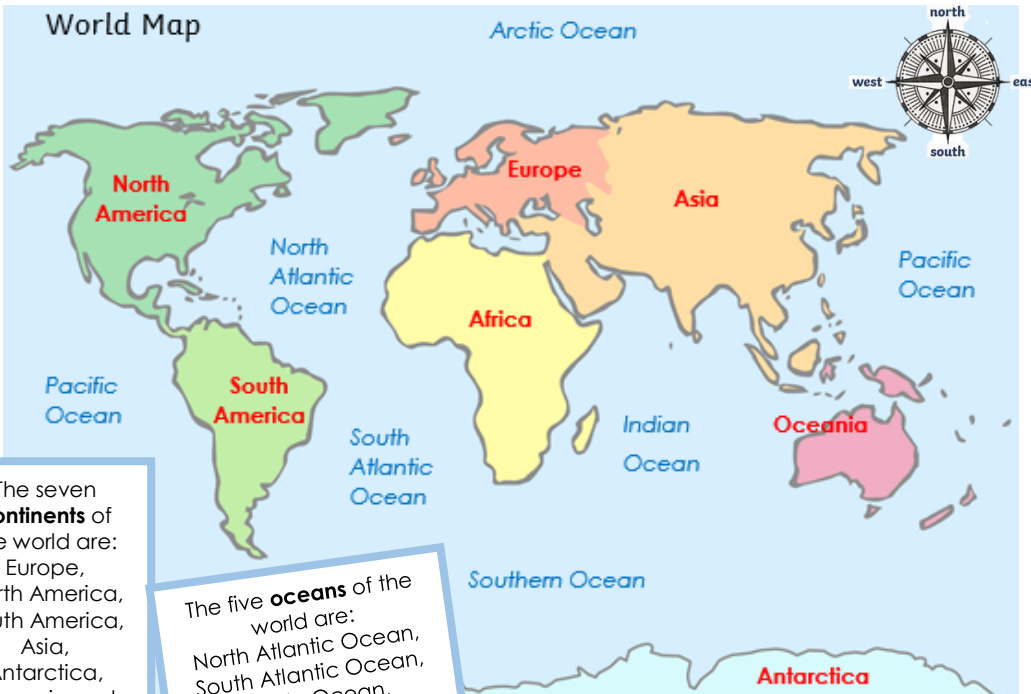 World Map
Arctic Ocean
north
west
south
North
America
Europe
Asia
North
Atlantic
Ocean
Pacific
Ocean
Africa
Pacific
Ocean
South
America
South
Atlantic
Ocean
Indian
Ocean
Oceania
Southern Ocean
Antarctica
seven
of
world are:
Europe,
America,
America,
Asia,
The five oceans of the
world are:
North Atlantic Ocean,
South Atlantic Ocean,
Ocean,